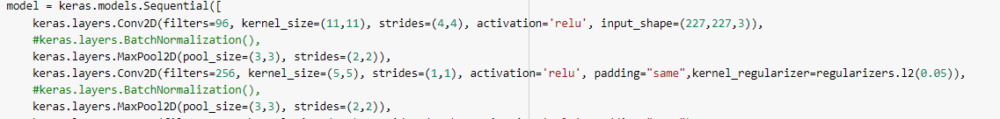 model = keras.models.Sequential([
    keras.layers.Conv2D(filters=96, kernel_size=(11,11), strides=(4,4), activation='relu', input_shape=(227,227,3)),
    #keras.layers.BatchNormalization(),
    keras.layers.MaxPool2D(pool_size=(3,3), strides=(2,2)),
    keras.layers.Conv2D(filters=256, kernel_size=(5,5), strides=(1,1), activation='relu', padding="same",kernel_regularizer=regularizers.l2(0.05)),
    #keras.layers.BatchNormalization(),
    keras.layers.MaxPool2D(pool_size=(3,3), strides=(2,2)),